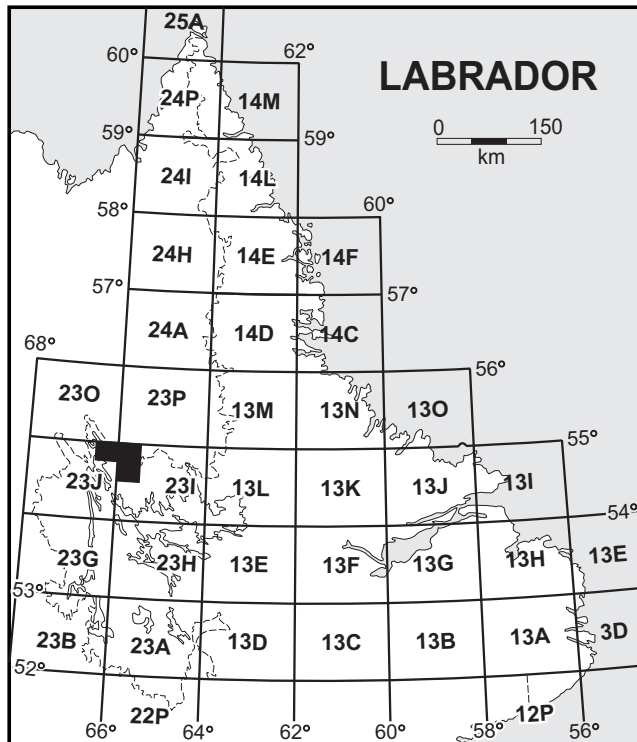 25A
60° 62°
LABRADOR
24P 14M
0 150
km
59° 59°
24I 14L
58° 60°
24H 14E 14F
57° 57°
24A 14D 14C
68° 56°
23O 23P 13M 13N 13O
55°
23J 23I 13L 13K 13J 13I
54°
23G 23H 13E 13F 13G 13H 13E
53°
23B 23A 13D 13C 13B 13A 3D
52°
22P 12P
66° 64° 62° 60° 58° 56°